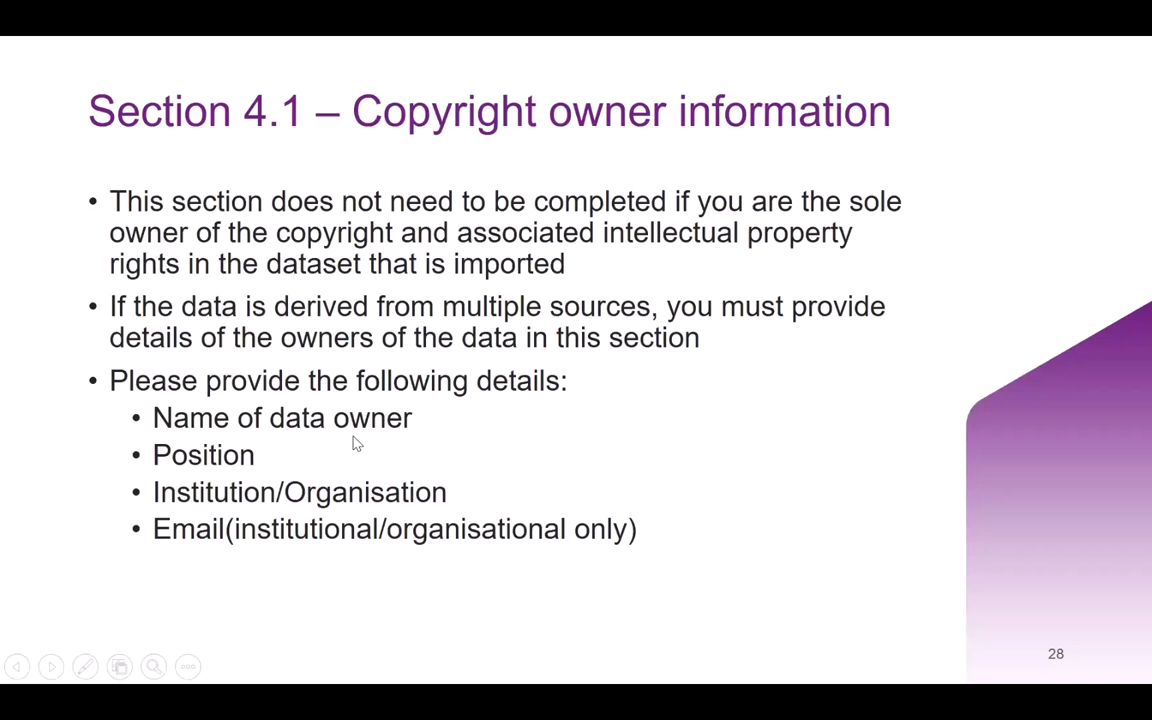 Section 4.1 – Copyright owner information
• This section does not need to be completed if you are the sole
owner of the copyright and associated intellectual property
rights in the dataset that is imported
• If the data is derived from multiple sources, you must provide
details of the owners of the data in this section
• Please provide the following details:
• Name of data owner
• Position
• Institution/Organisation
• Email(institutional/organisational only)
28